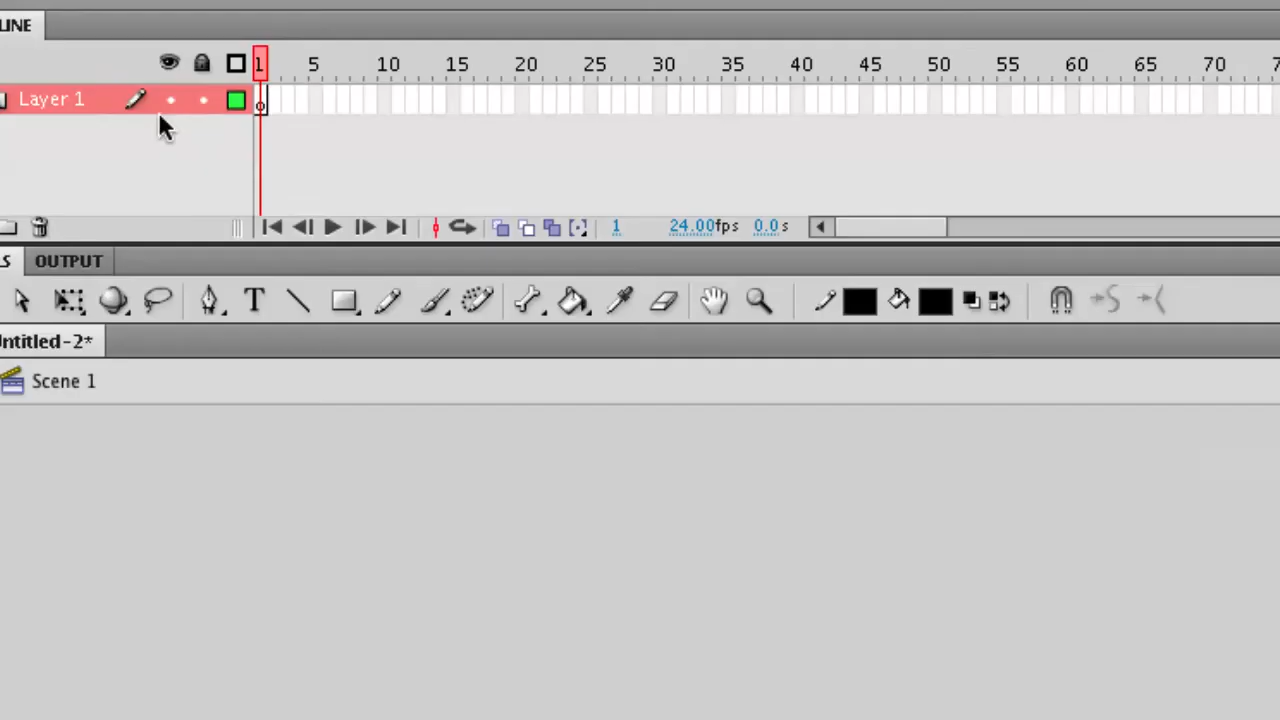 LINE
1 5 10 15 20 25 30 35 40 45 50 55 60 65 70 7
Layer 1
1 24.00fps 0.0s
S OUTPUT
T
Untitled-2*
Scene 1